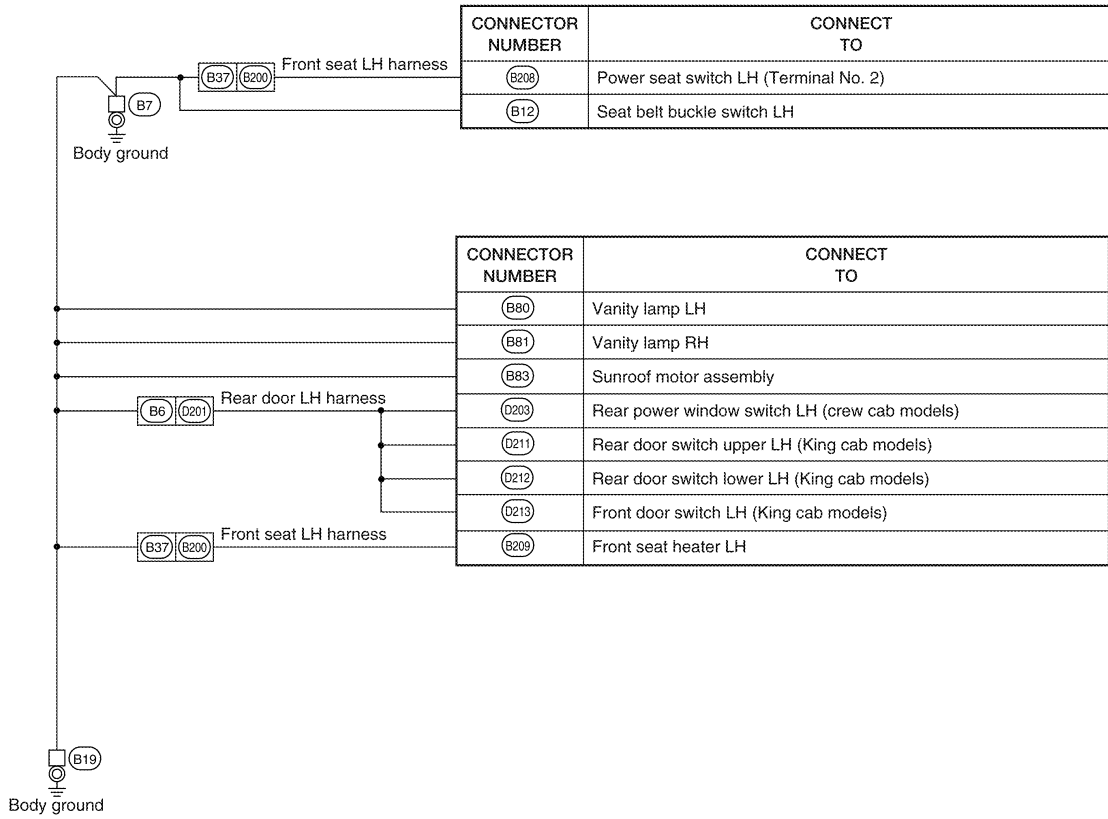 CONNECTOR NUMBER CONNECT TO
Front seat LH harness
B37 B200
B208 Power seat switch LH (Terminal No. 2)
B7
B12 Seat belt buckle switch LH
Body ground
CONNECTOR NUMBER CONNECT TO
B80 Vanity lamp LH
B81 Vanity lamp RH
B83 Sunroof motor assembly
Rear door LH harness
B6 D201
D203 Rear power window switch LH (crew cab models)
D211 Rear door switch upper LH (King cab models)
D212 Rear door switch lower LH (King cab models)
D213 Front door switch LH (King cab models)
Front seat LH harness
B37 B200
B209 Front seat heater LH
B19
Body ground